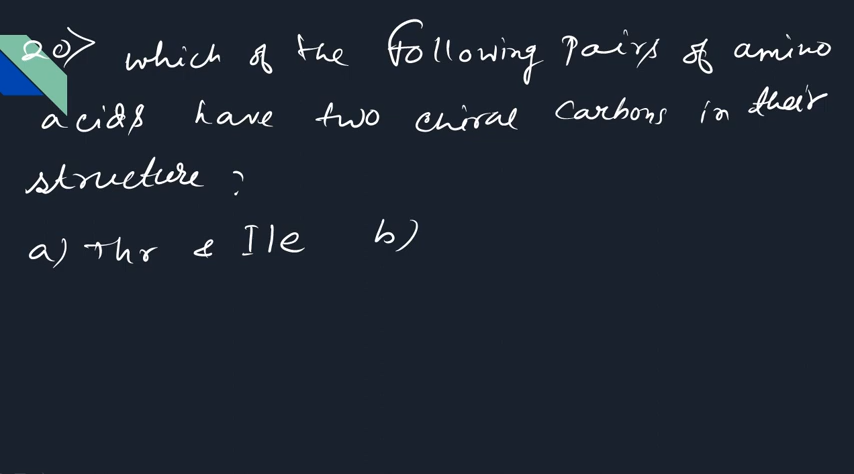 20> which of the following pairs of amino
acids have two chiral carbons in their
structure ?
a) Thr & Ile b)